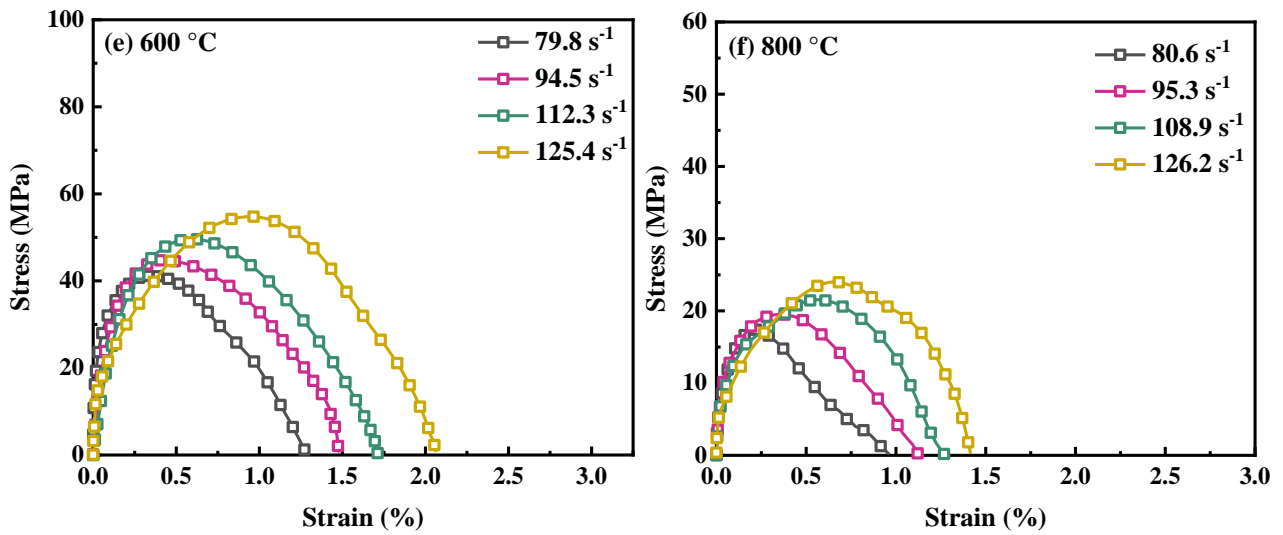 (e) 600 °C
79.8 s⁻¹
94.5 s⁻¹
112.3 s⁻¹
125.4 s⁻¹
100
80
60
40
20
0
Stress (MPa)
0.0 0.5 1.0 1.5 2.0 2.5 3.0
Strain (%)
(f) 800 °C
80.6 s⁻¹
95.3 s⁻¹
108.9 s⁻¹
126.2 s⁻¹
60
50
40
30
20
10
0
Stress (MPa)
0.0 0.5 1.0 1.5 2.0 2.5 3.0
Strain (%)